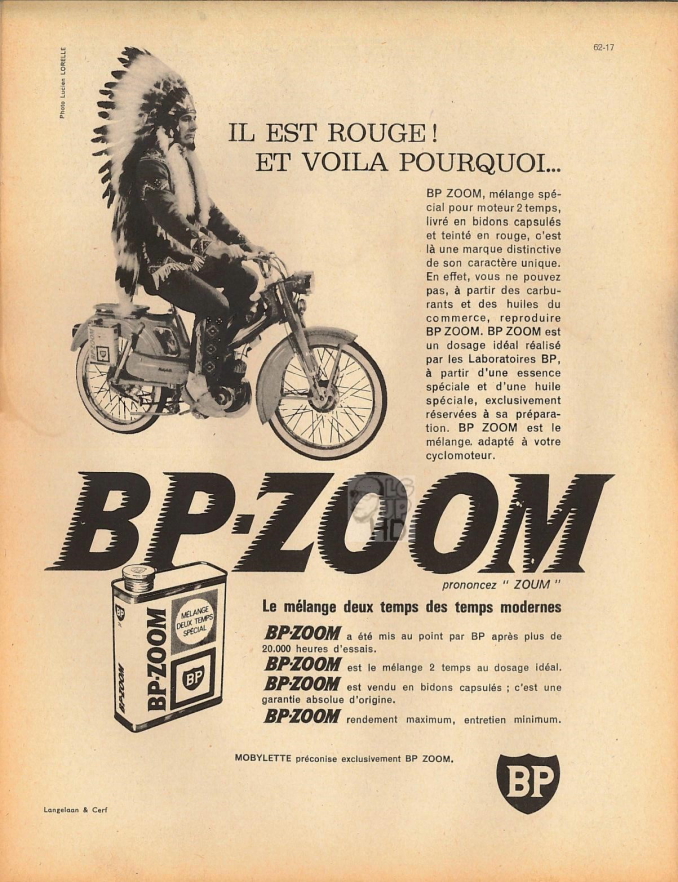 62-17
Photo Lucien LORELLE
IL EST ROUGE !
ET VOILA POURQUOI...
BP ZOOM, mélange spé-
cial pour moteur 2 temps,
livré en bidons capsulés
et teinté en rouge, c'est
là une marque distinctive
de son caractère unique.
En effet, vous ne pouvez
pas, à partir des carbu-
rants et des huiles du
commerce, reproduire
BP ZOOM. BP ZOOM est
un dosage idéal réalisé
par les Laboratoires BP,
à partir d'une essence
spéciale et d'une huile
spéciale, exclusivement
réservées à sa prépara-
tion. BP ZOOM est le
mélange. adapté à votre
cyclomoteur.
BP-ZOOM
prononcez " ZOUM "
Le mélange deux temps des temps modernes
BP
BP-ZOOM
BP-ZOOM
MÉLANGE
DEUX TEMPS
SPÉCIAL
BP
BP-ZOOM a été mis au point par BP après plus de
20.000 heures d'essais.
BP-ZOOM est le mélange 2 temps au dosage idéal.
BP-ZOOM est vendu en bidons capsulés ; c'est une
garantie absolue d'origine.
BP-ZOOM rendement maximum, entretien minimum.
MOBYLETTE préconise exclusivement BP ZOOM.
BP
Langelaan & Cerf